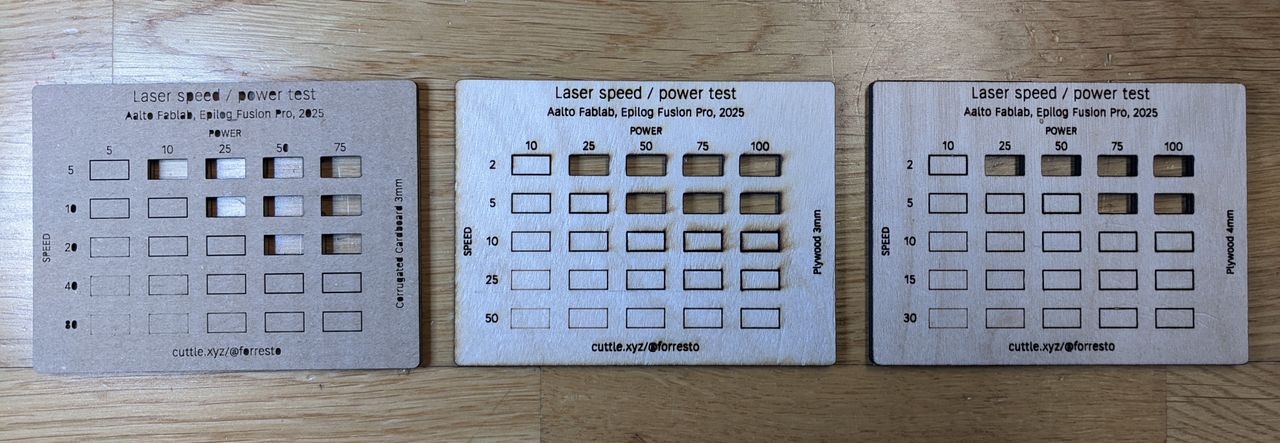 Laser speed / power test
Aalto Fablab, Epilog Fusion Pro, 2025
POWER
5 10 25 50 75
5
10
20
40
80
SPEED
Corrugated Cardboard 3mm
cuttle.xyz/@forresto
Laser speed / power test
Aalto Fablab, Epilog Fusion Pro, 2025
POWER
10 25 50 75 100
2
5
10
25
50
SPEED
Plywood 3mm
cuttle.xyz/@forresto
Laser speed / power test
Aalto Fablab, Epilog Fusion Pro, 2025
POWER
10 25 50 75 100
2
5
10
15
30
SPEED
Plywood 4mm
cuttle.xyz/@forresto